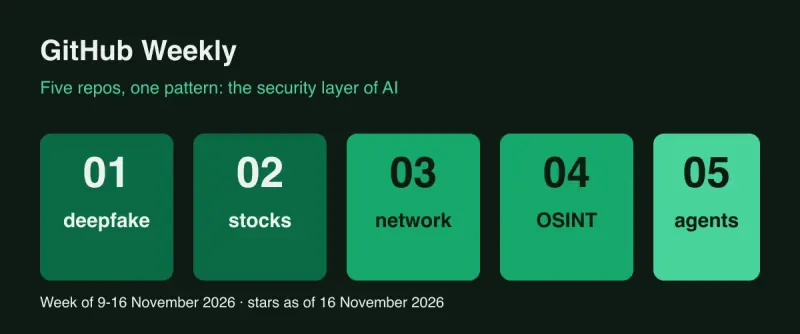 GitHub Weekly
Five repos, one pattern: the security layer of AI
01 02 03 04 05
deepfake stocks network OSINT agents
Week of 9-16 November 2026 · stars as of 16 November 2026